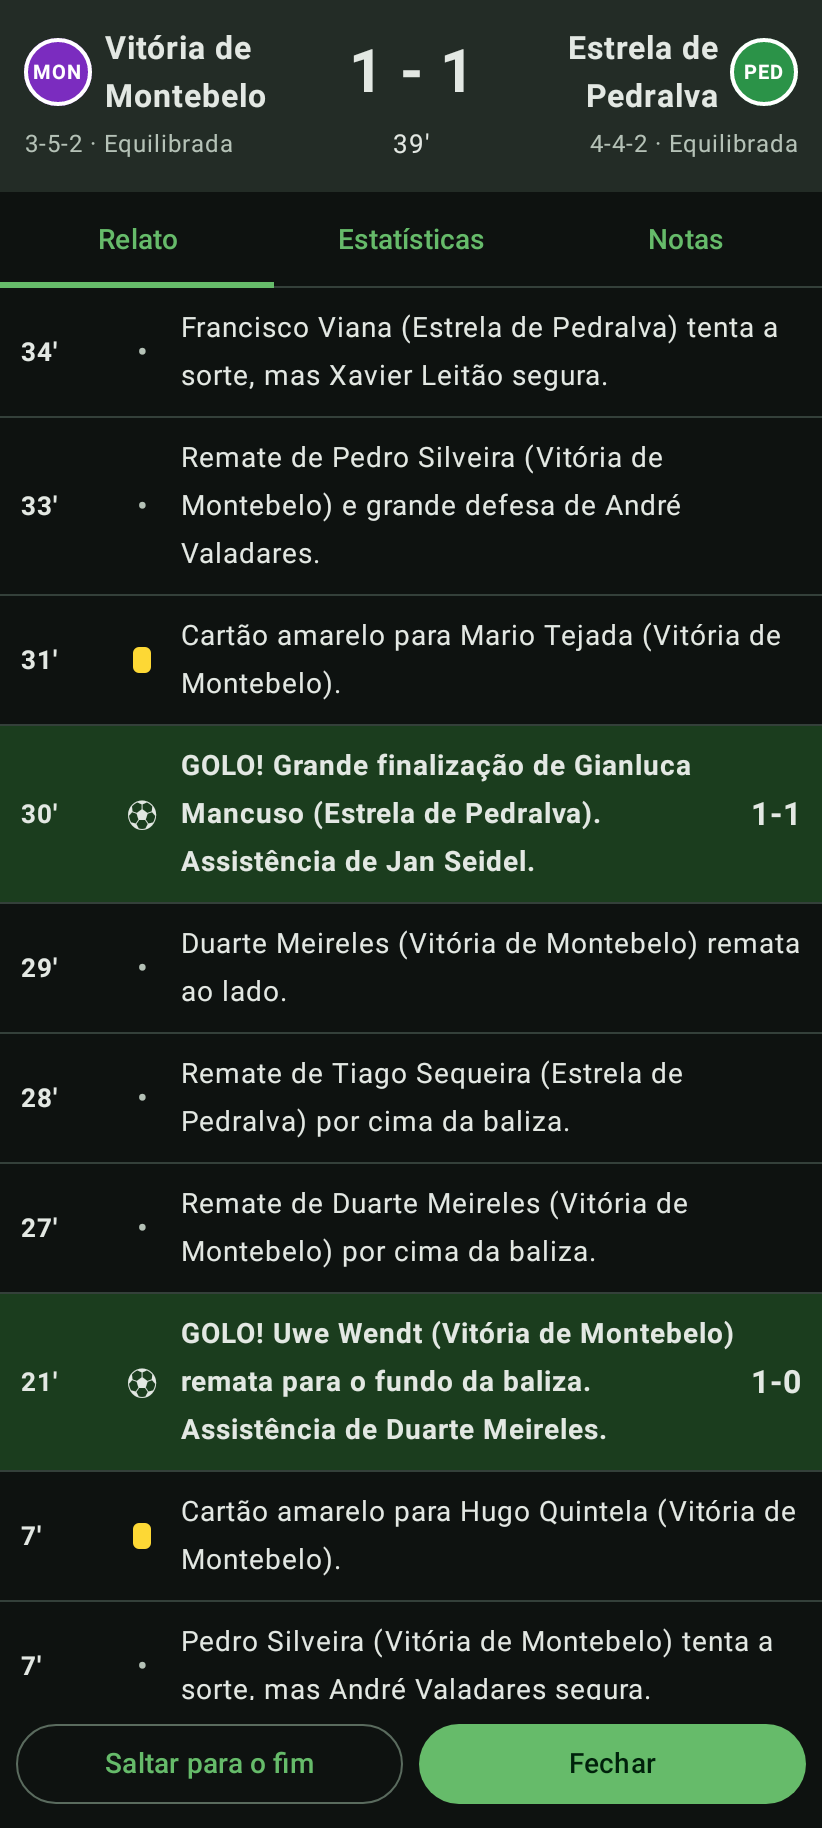 MON
Vitória de
Montebelo
1 - 1
Estrela de
Pedralva
PED
3-5-2 · Equilibrada
39'
4-4-2 · Equilibrada
Relato
Estatísticas
Notas
34'
Francisco Viana (Estrela de Pedralva) tenta a
sorte, mas Xavier Leitão segura.
33'
Remate de Pedro Silveira (Vitória de
Montebelo) e grande defesa de André
Valadares.
31'
Cartão amarelo para Mario Tejada (Vitória de
Montebelo).
30'
GOLO! Grande finalização de Gianluca
Mancuso (Estrela de Pedralva).
Assistência de Jan Seidel.
1-1
29'
Duarte Meireles (Vitória de Montebelo) remata
ao lado.
28'
Remate de Tiago Sequeira (Estrela de
Pedralva) por cima da baliza.
27'
Remate de Duarte Meireles (Vitória de
Montebelo) por cima da baliza.
21'
GOLO! Uwe Wendt (Vitória de Montebelo)
remata para o fundo da baliza.
Assistência de Duarte Meireles.
1-0
7'
Cartão amarelo para Hugo Quintela (Vitória de
Montebelo).
7'
Pedro Silveira (Vitória de Montebelo) tenta a
sorte, mas André Valadares segura.
Saltar para o fim
Fechar